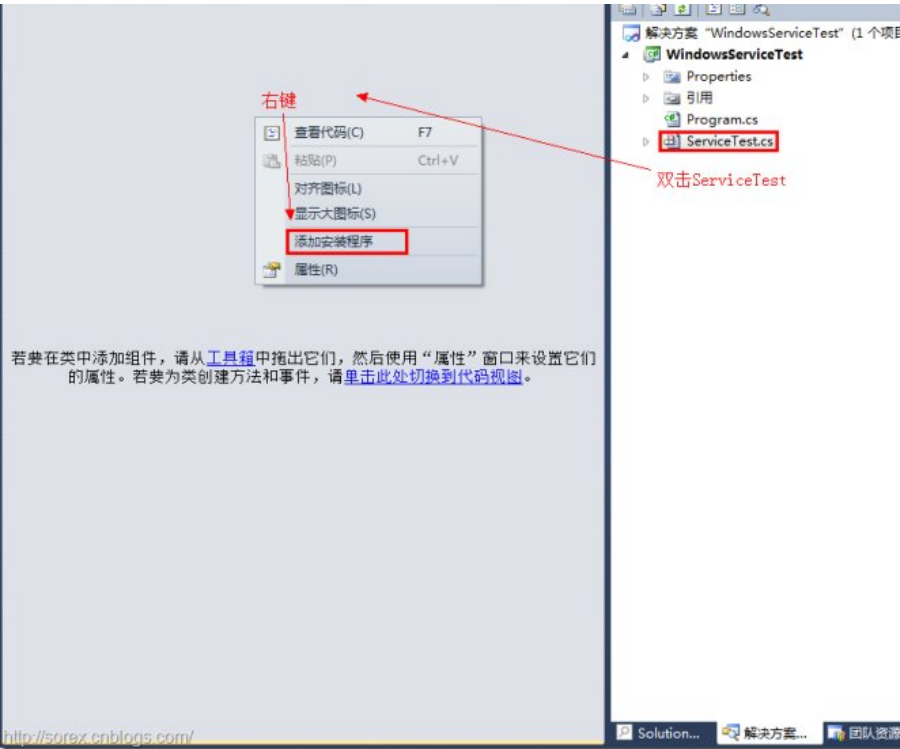 解决方案 "WindowsServiceTest" (1 个项目
WindowsServiceTest
Properties
引用
Program.cs
ServiceTest.cs
双击ServiceTest
右键
查看代码(C) F7
粘贴(P) Ctrl+V
对齐图标(L)
显示大图标(S)
添加安装程序
属性(R)
若要在类中添加组件，请从工具箱中拖出它们，然后使用“属性”窗口来设置它们
的属性。若要为类创建方法和事件，请单击此处切换到代码视图。
http://sorex.cnblogs.com/
Solution... 解决方案... 团队资源